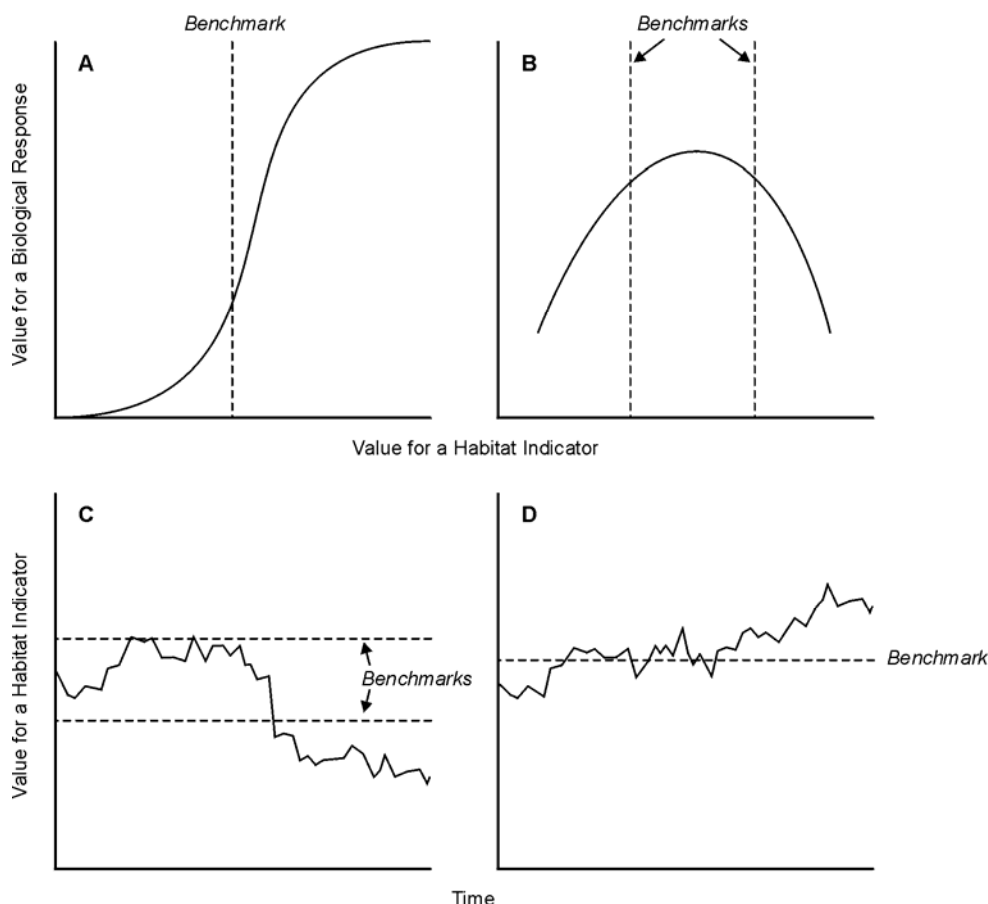 Benchmark
Benchmarks
A
B
Value for a Biological Response
Value for a Habitat Indicator
C
D
Value for a Habitat Indicator
Benchmarks
Benchmark
Time